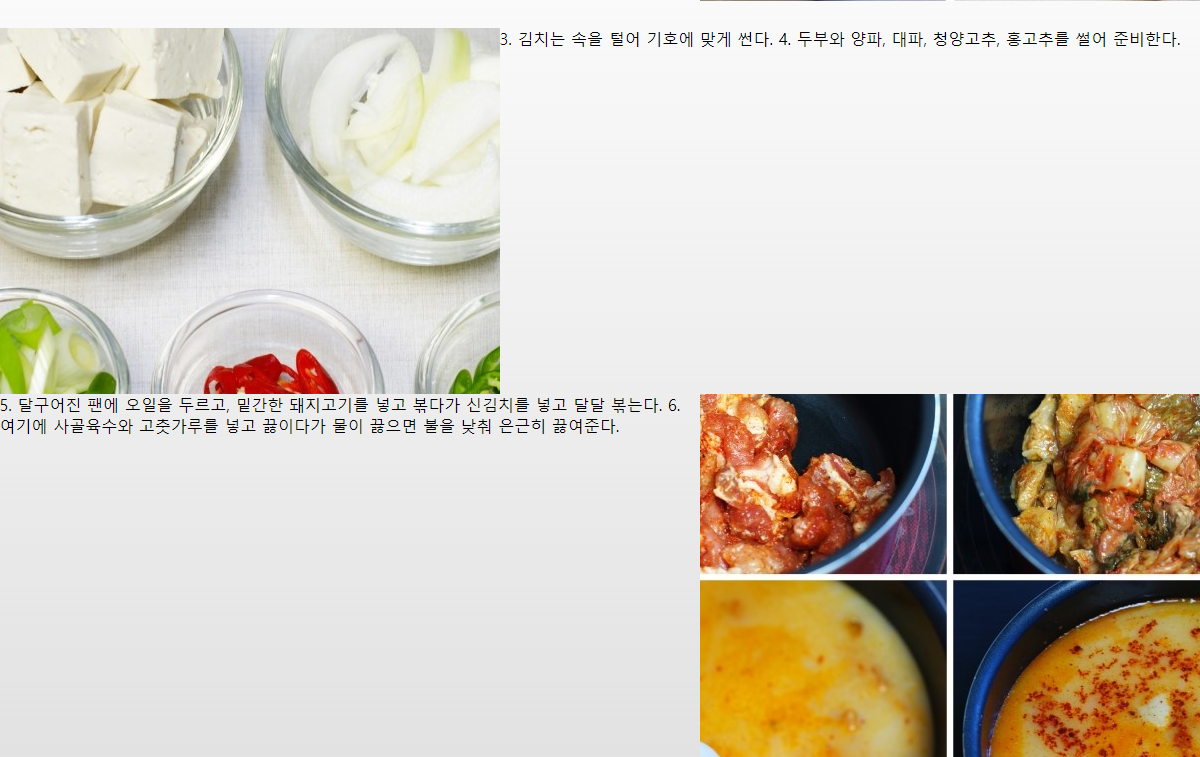 3. 김치는 속을 털어 기호에 맞게 썬다. 4. 두부와 양파, 대파, 청양고추, 홍고추를 썰어 준비한다.
5. 달구어진 팬에 오일을 두르고, 밑간한 돼지고기를 넣고 볶다가 신김치를 넣고 달달 볶는다. 6.
여기에 사골육수와 고춧가루를 넣고 끓이다가 물이 끓으면 불을 낮춰 은근히 끓여준다.